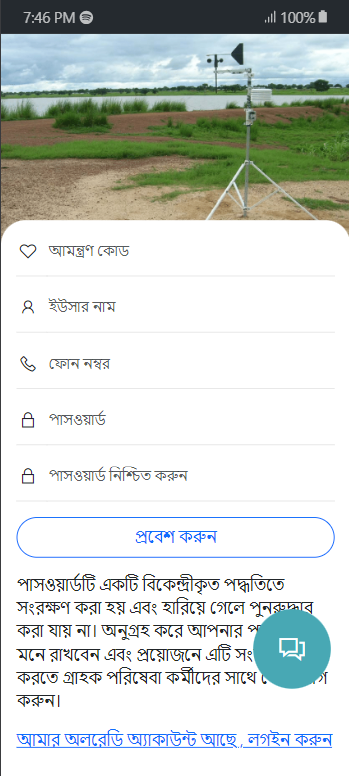 7:46 PM 100%
আমন্ত্রণ কোড
ইউসার নাম
ফোন নম্বর
পাসওয়ার্ড
পাসওয়ার্ড নিশ্চিত করুন
প্রবেশ করুন
পাসওয়ার্ডটি একটি বিকেন্দ্রীকৃত পদ্ধতিতে
সংরক্ষণ করা হয় এবং হারিয়ে গেলে পুনরুদ্ধার
করা যায় না। অনুগ্রহ করে আপনার
মনে রাখবেন এবং প্রয়োজনে এটি
করতে গ্রাহক পরিষেবা কর্মীদের সাথে
করুন।
আমার অলরেডি অ্যাকাউন্ট আছে, লগইন করুন